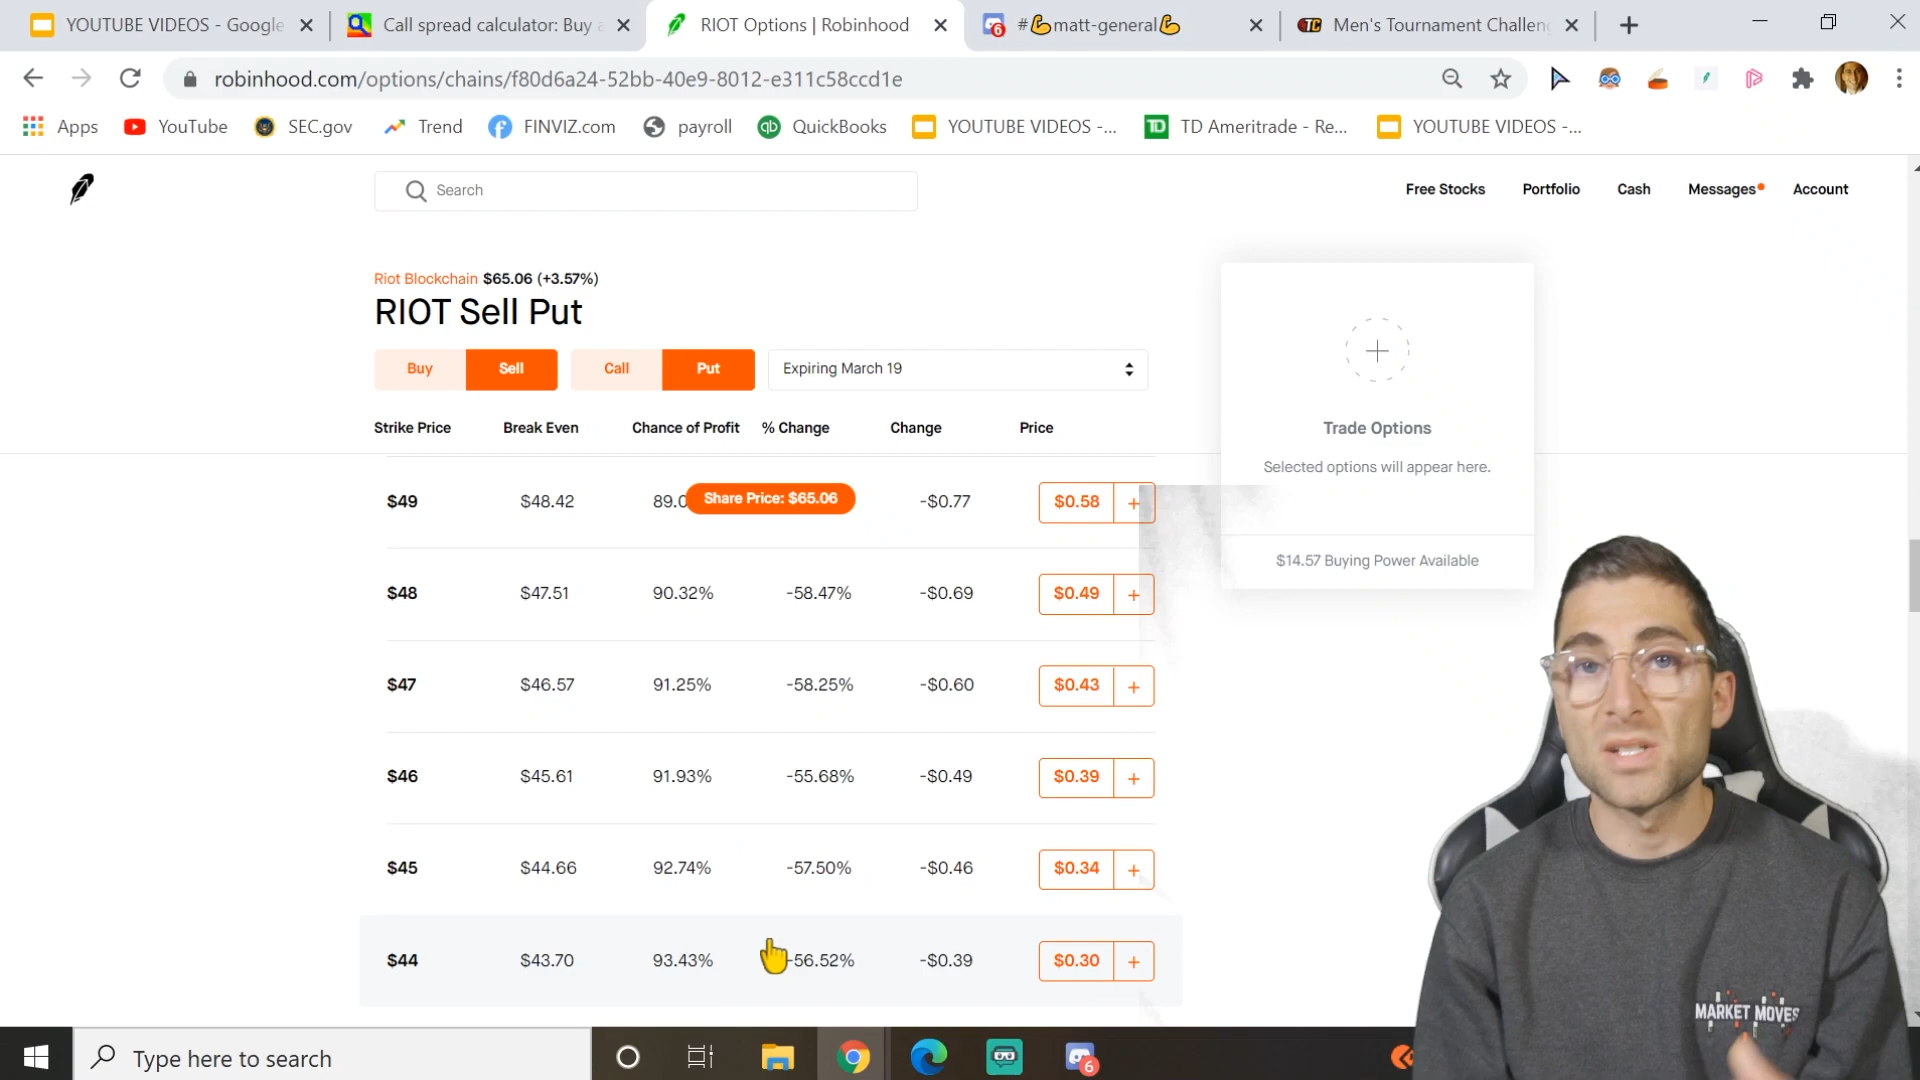 YOUTUBE VIDEOS - Google
Call spread calculator: Buy a
RIOT Options | Robinhood
#💪matt-general💪
Men's Tournament Challen
robinhood.com/options/chains/f80d6a24-52bb-40e9-8012-e311c58ccd1e
Apps
YouTube
SEC.gov
Trend
FINVIZ.com
payroll
QuickBooks
YOUTUBE VIDEOS -...
TD Ameritrade - Re...
YOUTUBE VIDEOS -...
Search
Free Stocks
Portfolio
Cash
Messages
Account
Riot Blockchain $65.06 (+3.57%)
RIOT Sell Put
Buy
Sell
Call
Put
Expiring March 19
Strike Price
Break Even
Chance of Profit
% Change
Change
Price
$49 $48.42 89.0 -$0.77 $0.58 +
Share Price: $65.06
$48 $47.51 90.32% -58.47% -$0.69 $0.49 +
$47 $46.57 91.25% -58.25% -$0.60 $0.43 +
$46 $45.61 91.93% -55.68% -$0.49 $0.39 +
$45 $44.66 92.74% -57.50% -$0.46 $0.34 +
$44 $43.70 93.43% -56.52% -$0.39 $0.30 +
Trade Options
Selected options will appear here.
$14.57 Buying Power Available
MARKET MOVES
Type here to search
6
6
TD
qb